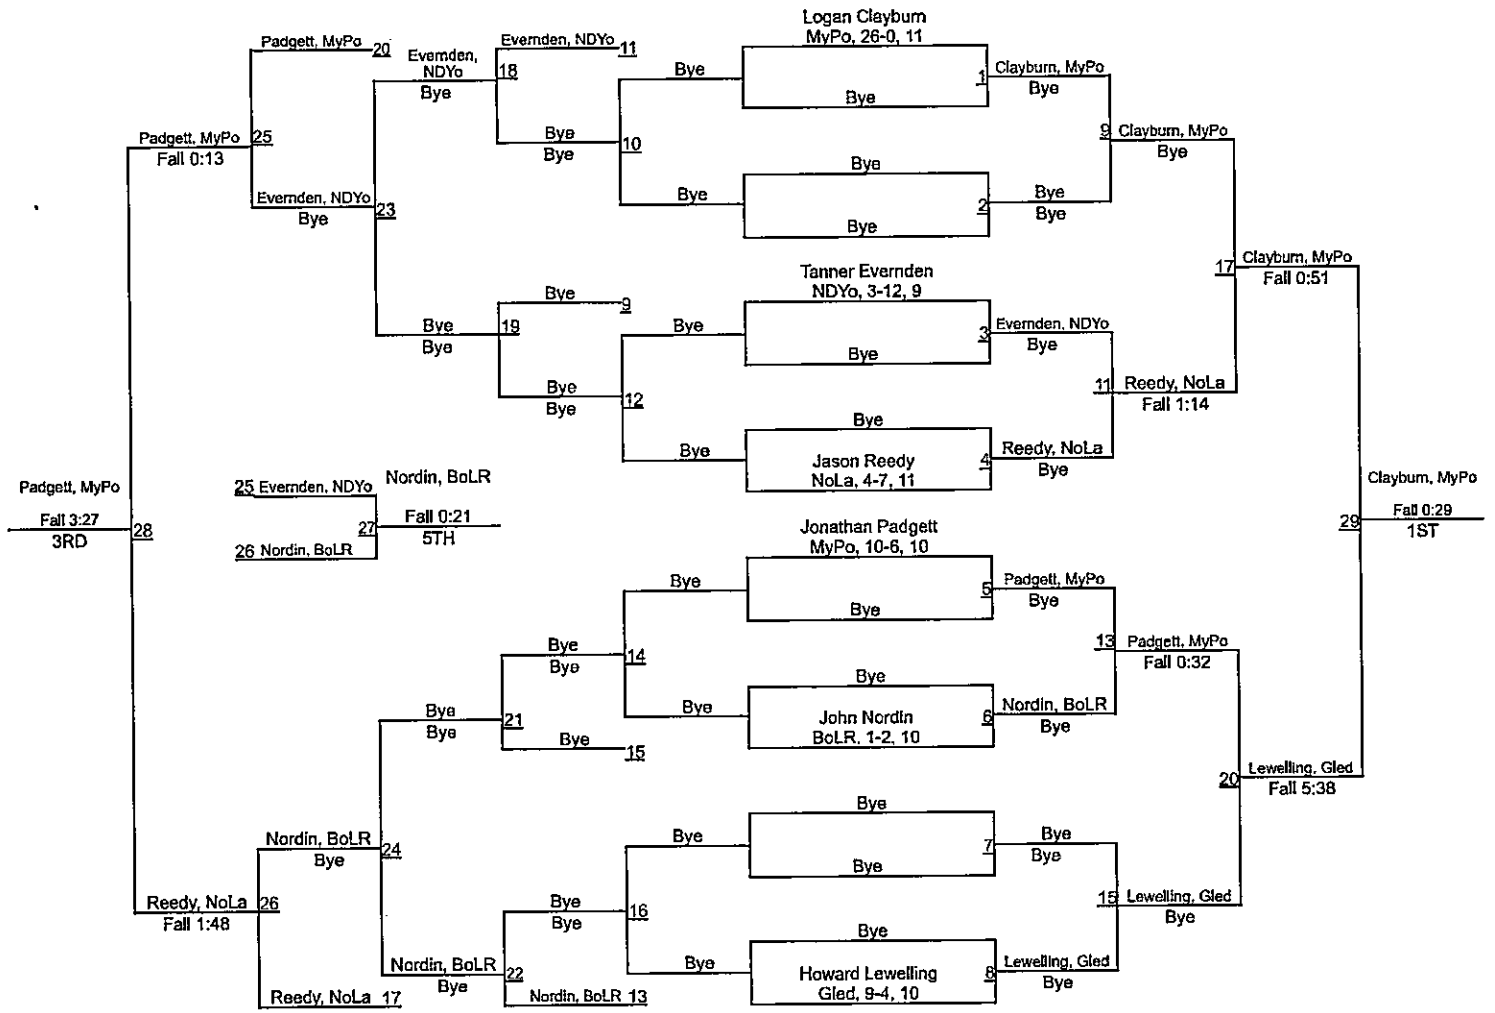 Logan Clayburn
MyPo, 26-0, 11
Padgett, MyPo 20
Evernden,
NDYo
Bye
18
Evernden, NDYo 11
Bye
1
Clayburn, MyPo
Bye
Bye
Padgett, MyPo
Fall 0:13
25
Bye
Bye
10
9
Clayburn, MyPo
Bye
Bye
Evernden, NDYo
Bye
23
Bye
2
Bye
Bye
Bye
Tanner Evernden
NDYo, 3-12, 9
17
Clayburn, MyPo
Fall 0:51
Bye 9
Bye
Bye
19
Bye
3
Evernden, NDYo
Bye
Bye
Bye
Bye
12
11
Reedy, NoLa
Fall 1:14
Bye
Bye
Jason Reedy
NoLa, 4-7, 11
4
Reedy, NoLa
Bye
Padgett, MyPo
Fall 3:27
3RD
28
25 Evernden, NDYo
Nordin, BoLR
27
Fall 0:21
5TH
26 Nordin, BoLR
Clayburn, MyPo
29
Fall 0:29
1ST
Jonathan Padgett
MyPo, 10-6, 10
Bye
5
Padgett, MyPo
Bye
Bye
Bye
Bye
14
13
Padgett, MyPo
Fall 0:32
Bye
Bye
Bye
21
Bye
John Nordin
BoLR, 1-2, 10
6
Nordin, BoLR
Bye
Bye 15
20
Lewelling, Gled
Fall 5:38
Bye
Nordin, BoLR
Bye
24
Bye
7
Bye
Bye
Bye
Reedy, NoLa
Fall 1:48
26
Bye
Bye
16
15
Lewelling, Gled
Bye
Bye
Nordin, BoLR
Bye
22
Bye
Howard Lewelling
Gled, 9-4, 10
8
Lewelling, Gled
Bye
Reedy, NoLa 17
Nordin, BoLR 13